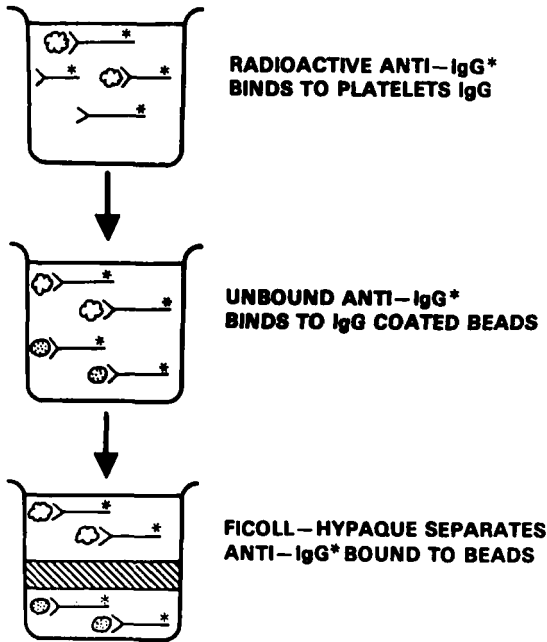 RADIOACTIVE ANTI-IgG*
BINDS TO PLATELETS IgG
UNBOUND ANTI-IgG*
BINDS TO IgG COATED BEADS
FICOLL-HYPAQUE SEPARATES
ANTI-IgG* BOUND TO BEADS